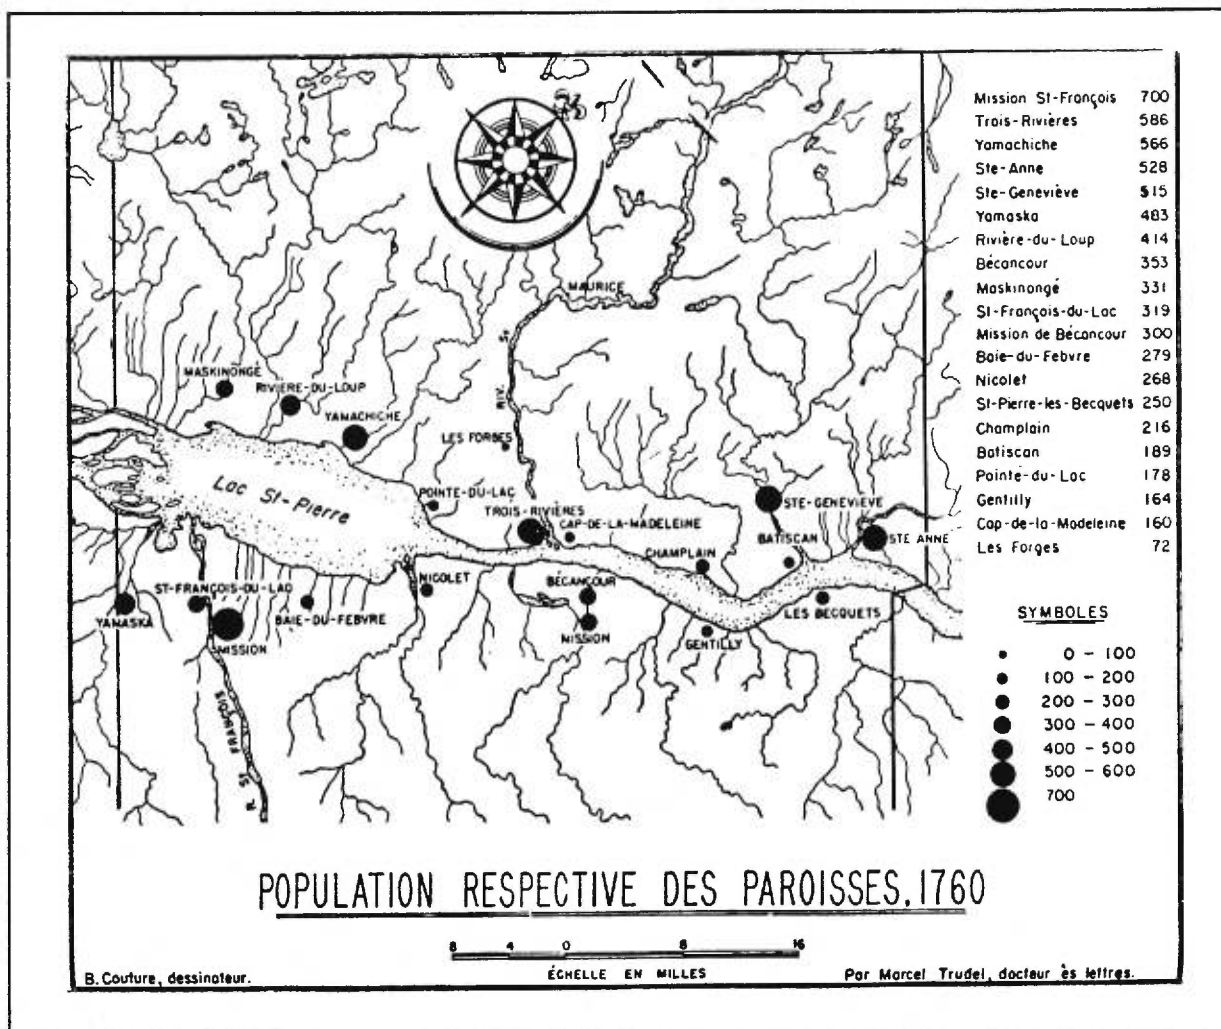 Mission St-François 700
Trois-Rivières 586
Yamachiche 566
Ste-Anne 528
Ste-Geneviève 515
Yamaska 483
Rivière-du-Loup 414
Bécancour 353
Maskinongé 331
St-François-du-Lac 319
Mission de Bécancour 300
Baie-du-Febvre 279
Nicolet 268
St-Pierre-les-Becquets 250
Champlain 216
Batiscan 189
Pointe-du-Lac 178
Gentilly 164
Cap-de-la-Madeleine 160
Les Forges 72
MAURICE
RIV. St
MASKINONGÉ
RIVIÈRE-DU-LOUP
YAMACHICHE
LES FORGES
Lac St-Pierre
POINTE-DU-LAC
TROIS-RIVIÈRES
CAP-DE-LA-MADELEINE
STE-GENEVIÈVE
BATISCAN
STE ANNE
CHAMPLAIN
NICOLET
BÉCANCOUR
ST-FRANÇOIS-DU-LAC
YAMASKA
BAIE-DU-FEBVRE
MISSION
MISSION
LES BECQUETS
GENTILLY
R. St FRANÇOIS
SYMBOLES
0 - 100
100 - 200
200 - 300
300 - 400
400 - 500
500 - 600
700
POPULATION RESPECTIVE DES PAROISSES, 1760
8 4 0 8 16
ÉCHELLE EN MILLES
B. Couture, dessinateur.
Par Marcel Trudel, docteur ès lettres.